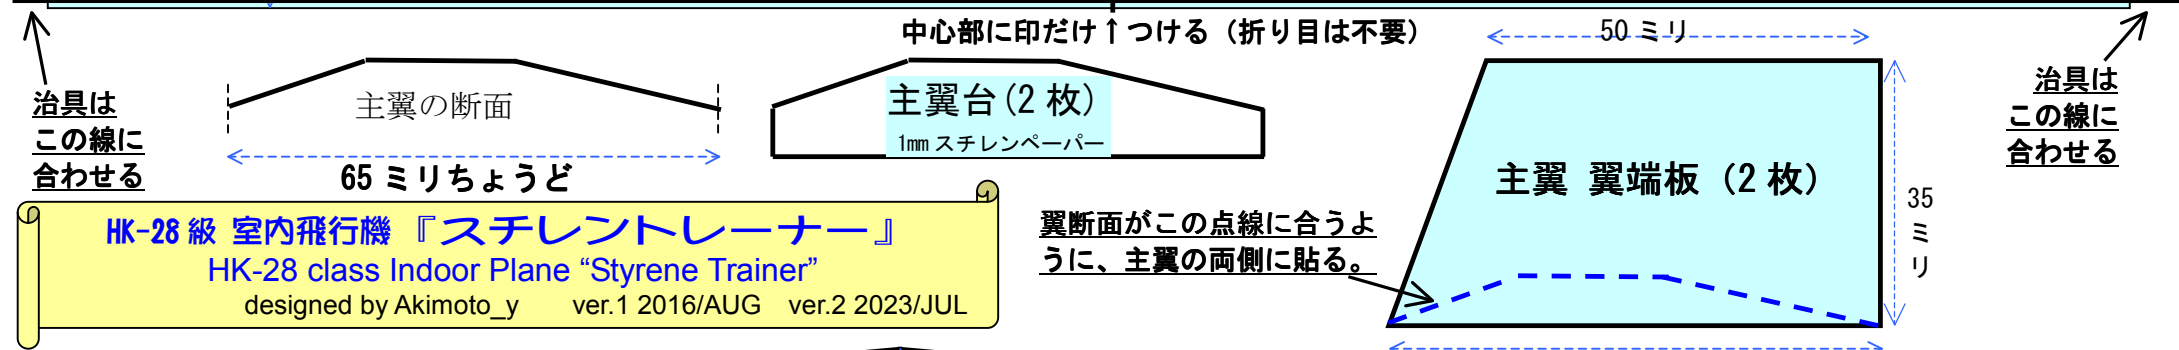 中心部に印だけ↑つける（折り目は不要）
50 ミリ
治具は
この線に
合わせる
主翼の断面
65 ミリちょうど
主翼台(2 枚)
1mm スチレンペーパー
治具は
この線に
合わせる
主翼 翼端板（2 枚）
35
ミ
リ
翼断面がこの点線に合うよ
うに、主翼の両側に貼る。
HK-28 級 室内飛行機『スチレントレーナー』
HK-28 class Indoor Plane “Styrene Trainer”
designed by Akimoto_y ver.1 2016/AUG ver.2 2023/JUL